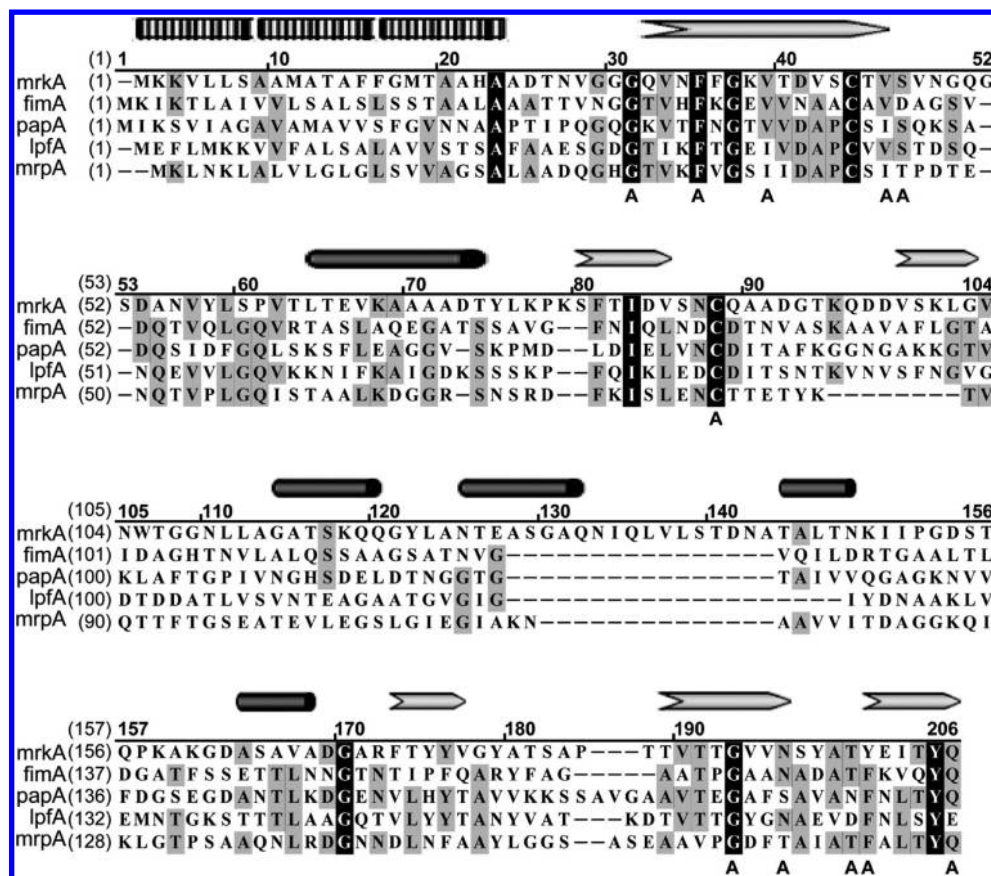 (1) 1 10 20 30 40 52
mrkA (1) –MKKVLLSAAMATAFFGMTAAHAADTNVGGGQVNFFGKVTDVSCTVSVNGQG
fimA (1) MKIKTLAIVVLSALSLSSTAALAAATTVNGGTVHFKGEVVNAACAVDAGSV–
papA (1) MIKSVIAGAVAMAVVSFGVNNAAPTIPQGQGKVTFNGTVVDAPCSISQKSA–
lpfA (1) –MEFLMKKVVFALSALAVVSTSAFAAESGDGTIKFTGEIVDAPCVVSTDSQ–
mrpA (1) ––MKLNKLALVLGLGLSVVAGSALAADQGHGTVKFVGSIIDAPCSITPDTE–
A A A A A
(53) 53 60 70 80 90 104
mrkA (52) SDANVYLSPVTLTEVKAAAADTYLKPKSFTIDVSNCQAADGTKQDDVSKLGV
fimA (52) –DQTVQLGQVRTASLAQEGATSSAVG––FNIQLNDCDTNVASKAAVAFLGTA
papA (52) –DQSIDFGQLSKSFLEAGGV–SKPMD––LDIELVNCDITAFKGGNGAKKGTV
lpfA (51) –NQEVVLGQVKKNIFKAIGDKSSSKP––FQIKLEDCDITSNTKVNVSFNGVG
mrpA (50) –NQTVPLGQISTAALKDGGR–SNSRD––FKISLENCTTETYK––––––––TV
A
(105) 105 110 120 130 140 156
mrkA (104) NWTGGNLLAGATSKQQGYLANTEASGAQNIQLVLSTDNATALTNKIIPGDST
fimA (101) IDAGHTNVLALQSSAAGSATNVG––––––––––––––––VQILDRTGAALTL
papA (100) KLAFTGPIVNGHSDELDTNGGTG––––––––––––––––TAIVVQGAGKNVV
lpfA (100) DTDDATLVSVNTEAGAATGVGIG––––––––––––––––––––IYDNAAKLV
mrpA (90) QTTFTGSEATEVLEGSLGIEGIAKN––––––––––––––AAVVITDAGGKQI
(157) 157 170 180 192 206
mrkA (156) QPKAKGDASAVADGARFTYYVGYATSAP–––TTVTTGVVNSYATYEITYQ
fimA (137) DGATFSSETTLNNGTNTIPFQARYFAG–––––AATPGAANADATFKVQYQ
papA (136) FDGSEGDANTLKDGENVLHYTAVVKKSSAVGAAVTEGAFSAVANFNLTYQ
lpfA (132) EMNTGKSTTTLAAGQTVLYYTANYVAT––––KDTVTTGYGNAEVDFNLSYE
mrpA (128) KLGTPSAAQNLRDGNNDLNFAAYLGGS–ASEAAVPGDFTAIATFALTYQ
A A A A A